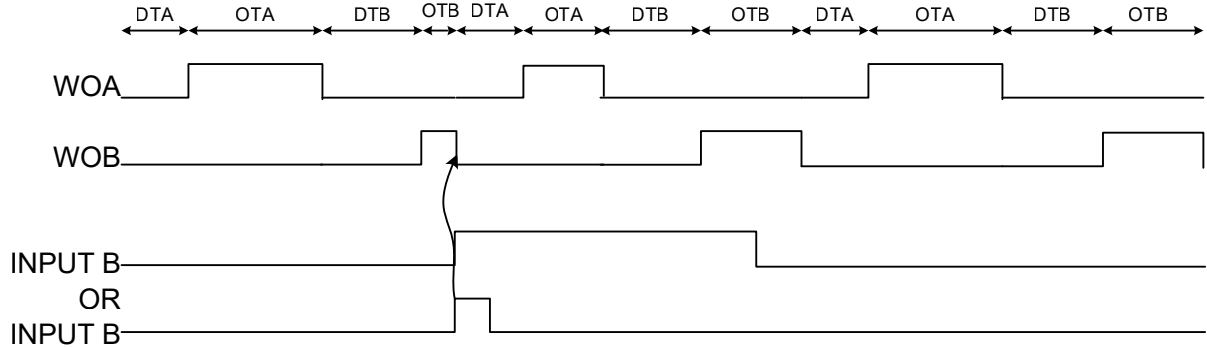 DTA OTA DTB OTB DTA OTA DTB OTB DTA OTA DTB OTB
WOA
WOB
INPUT B
OR
INPUT B